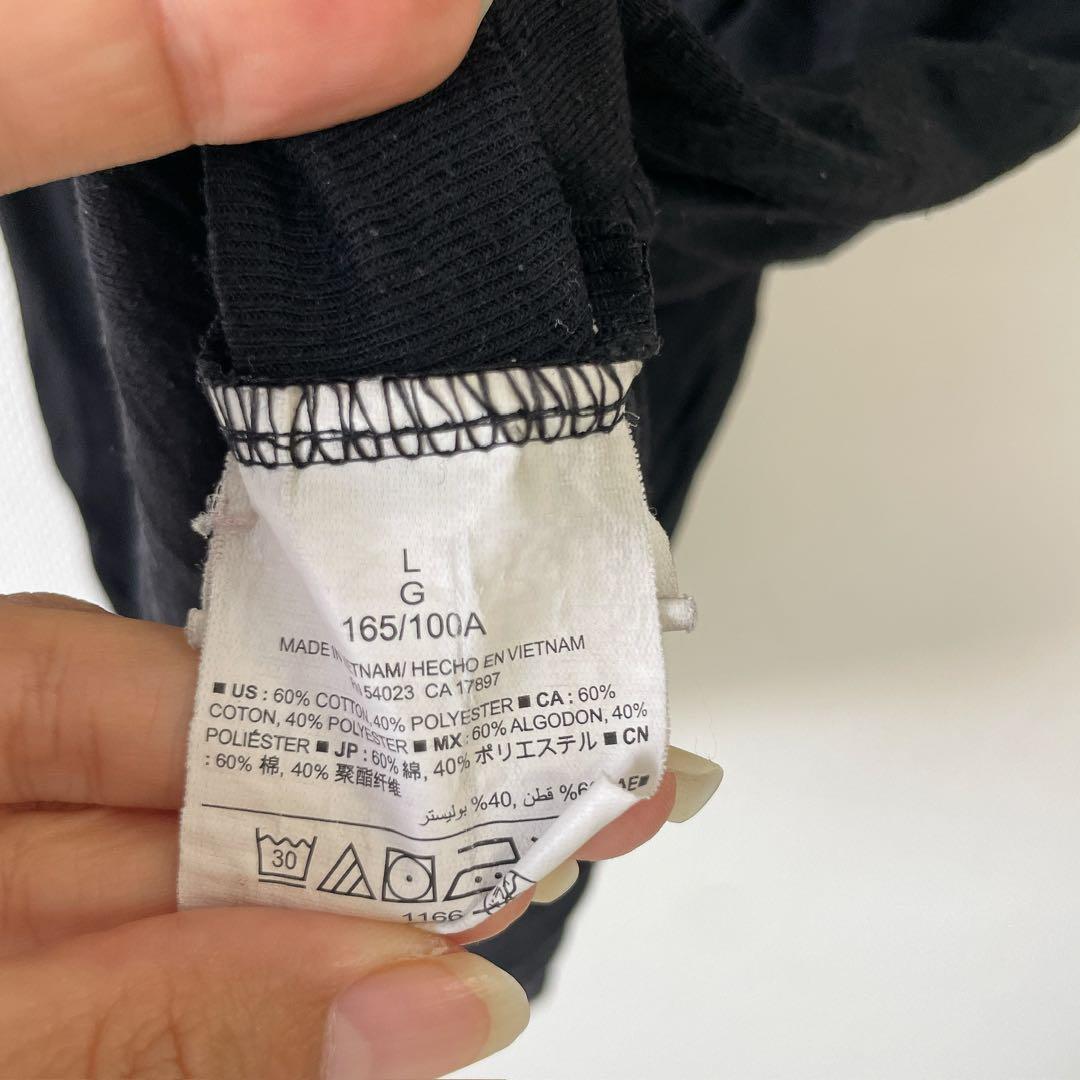 L
G
165/100A
MADE IN VIETNAM/ HECHO EN VIETNAM
RN 54023 CA 17897
■ US : 60% COTTON, 40% POLYESTER ■ CA : 60%
COTON, 40% POLYESTER ■ MX : 60% ALGODON, 40%
POLIÉSTER ■ JP : 60% 綿, 40% ポリエステル ■ CN
: 60% 棉, 40% 聚酯纤维
AE■ %60 قطن ,40% بوليستر
30
1166